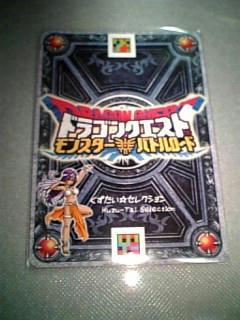 DRAGON QUEST
ドラゴンクエスト
モンスターバトルロード
くずたい☆セレクション
Kuzu-Tai Selection